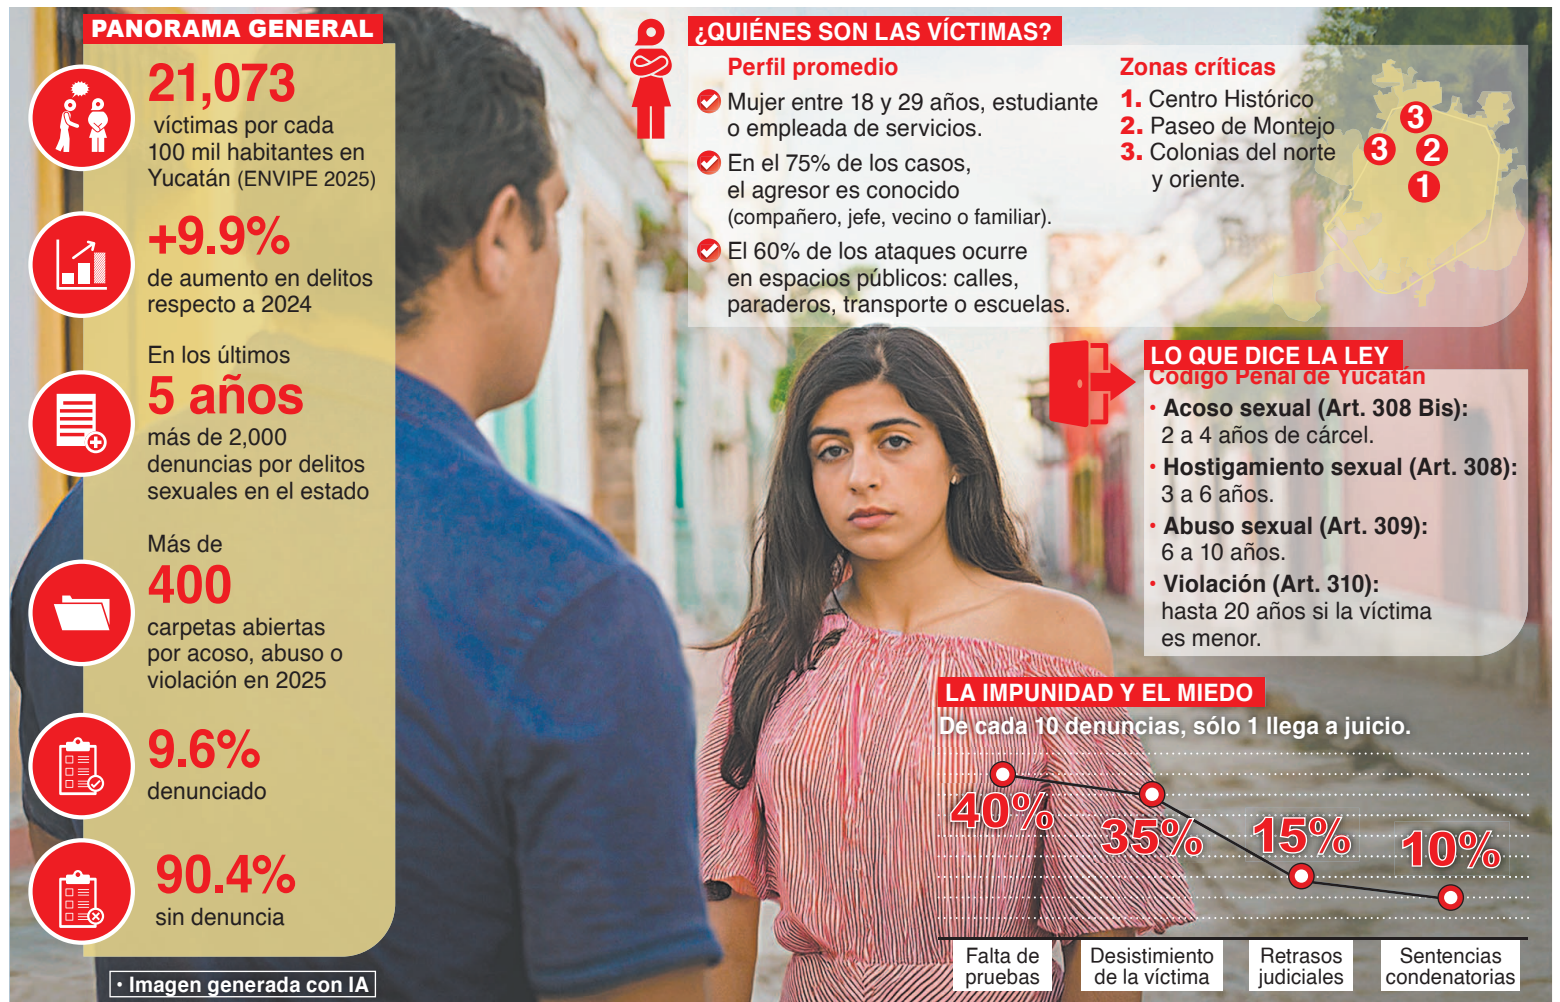 PANORAMA GENERAL
21,073
víctimas por cada
100 mil habitantes en
Yucatán (ENVIPE 2025)
+9.9%
de aumento en delitos
respecto a 2024
En los últimos
5 años
más de 2,000
denuncias por delitos
sexuales en el estado
Más de
400
carpetas abiertas
por acoso, abuso o
violación en 2025
9.6%
denunciado
90.4%
sin denuncia
• Imagen generada con IA
¿QUIÉNES SON LAS VÍCTIMAS?
Perfil promedio
Mujer entre 18 y 29 años, estudiante
o empleada de servicios.
En el 75% de los casos,
el agresor es conocido
(compañero, jefe, vecino o familiar).
El 60% de los ataques ocurre
en espacios públicos: calles,
paraderos, transporte o escuelas.
Zonas críticas
1. Centro Histórico
2. Paseo de Montejo
3. Colonias del norte
y oriente.
3
3
2
1
LO QUE DICE LA LEY
Código Penal de Yucatán
• Acoso sexual (Art. 308 Bis):
2 a 4 años de cárcel.
• Hostigamiento sexual (Art. 308):
3 a 6 años.
• Abuso sexual (Art. 309):
6 a 10 años.
• Violación (Art. 310):
hasta 20 años si la víctima
es menor.
LA IMPUNIDAD Y EL MIEDO
De cada 10 denuncias, sólo 1 llega a juicio.
40%
35%
15%
10%
Falta de
pruebas
Desistimiento
de la víctima
Retrasos
judiciales
Sentencias
condenatorias